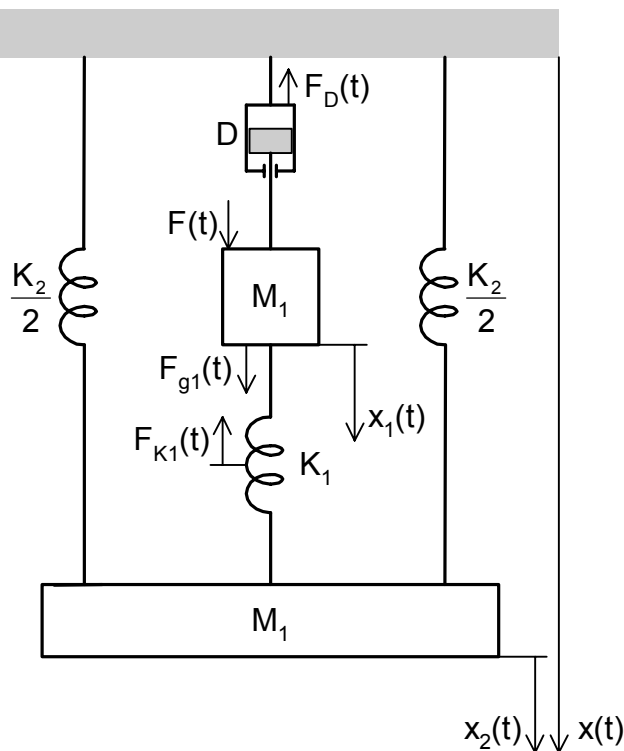 F_D(t)
D
F(t)
K_2
2
M_1
K_2
2
F_g1(t)
x_1(t)
F_K1(t)
K_1
M_1
x_2(t) x(t)